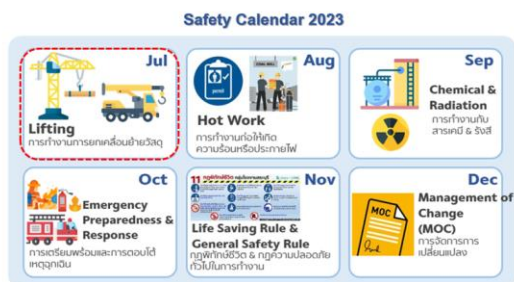 Safety Calendar 2023
Jul
Lifting
การทำงานการยกเคลื่อนย้ายวัสดุ
Aug
Hot Work
การทำงานก่อให้เกิด
ความร้อนหรือประกายไฟ
Sep
Chemical &
Radiation
การทำงานกับ
สารเคมี & รังสี
Oct
Emergency
Preparedness &
Response
การเตรียมพร้อมและการตอบโต้
เหตุฉุกเฉิน
Nov
11 กฎพิทักษ์ชีวิต
Life Saving Rule &
General Safety Rule
กฎพิทักษ์ชีวิต & กฎความปลอดภัย
ทั่วไปในการทำงาน
Dec
MOC
Management of
Change
(MOC)
การจัดการการ
เปลี่ยนแปลง